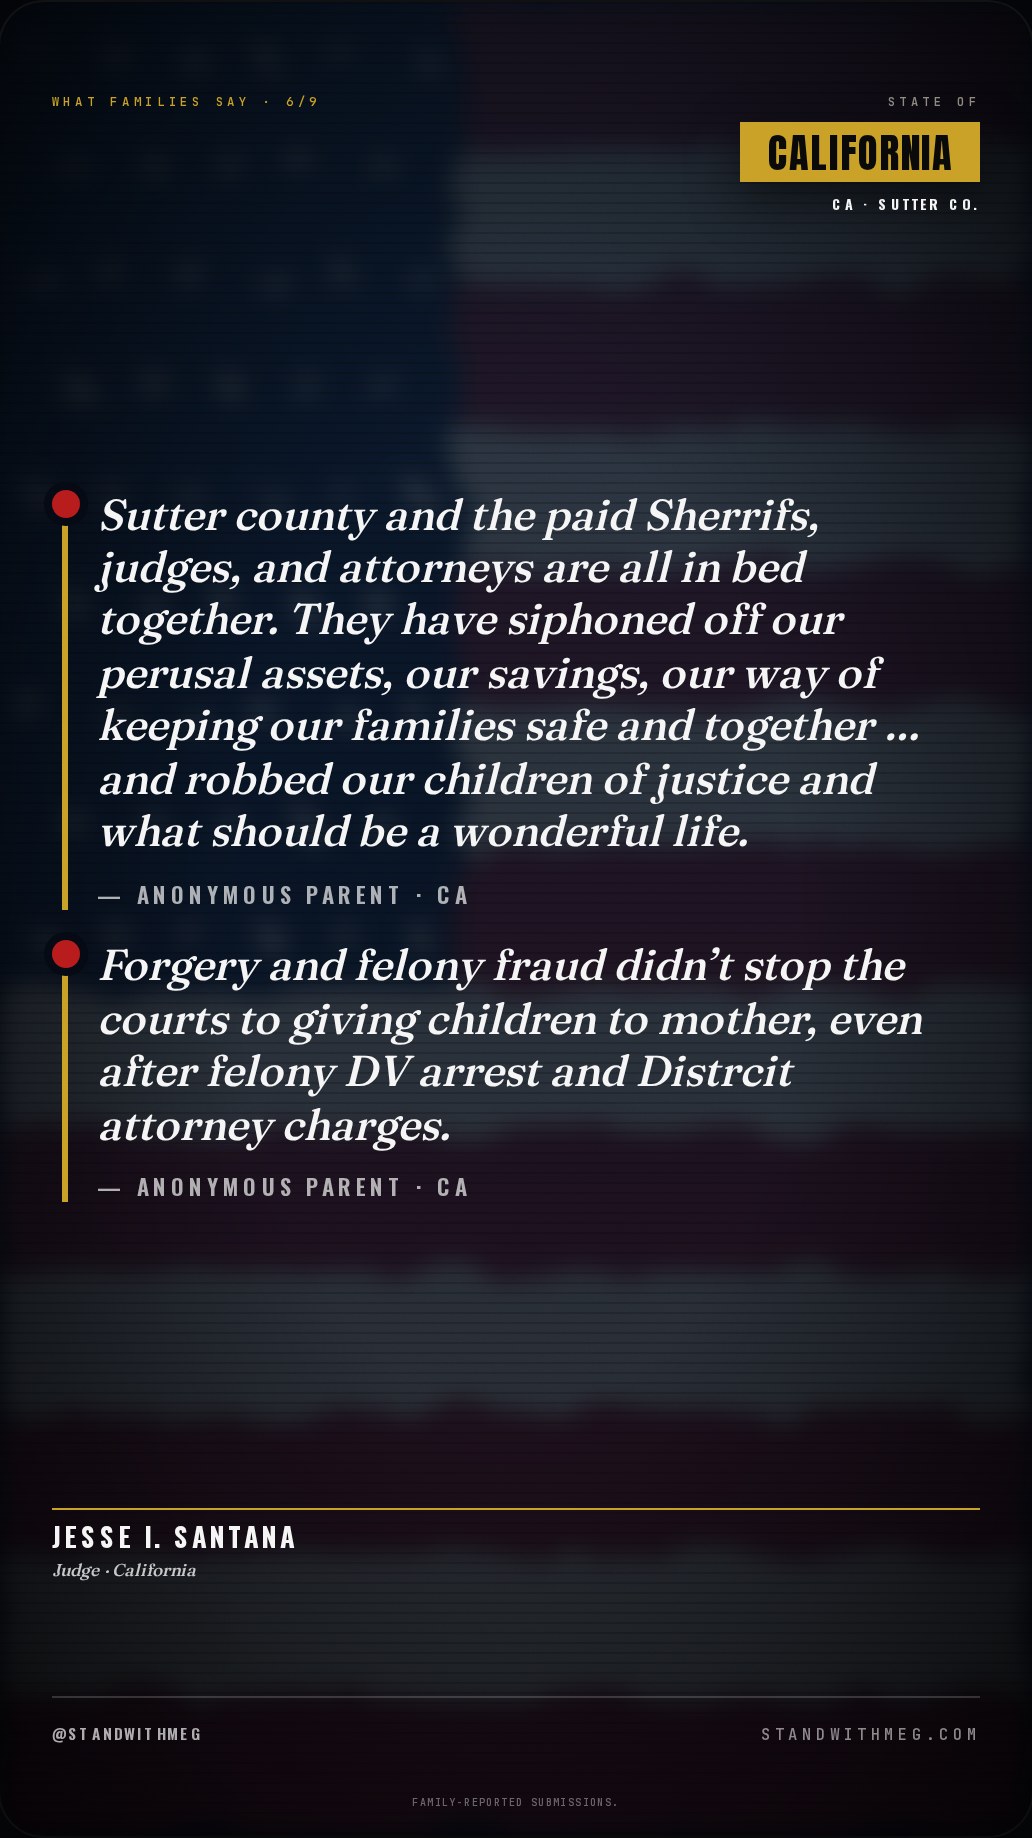 WHAT FAMILIES SAY · 6/9
STATE OF
CALIFORNIA
CA · SUTTER CO.
Sutter county and the paid Sherrifs,
judges, and attorneys are all in bed
together. They have siphoned off our
perusal assets, our savings, our way of
keeping our families safe and together ...
and robbed our children of justice and
what should be a wonderful life.
— ANONYMOUS PARENT · CA
Forgery and felony fraud didn’t stop the
courts to giving children to mother, even
after felony DV arrest and Distrcit
attorney charges.
— ANONYMOUS PARENT · CA
JESSE I. SANTANA
Judge · California
@STANDWITHMEG
STANDWITHMEG.COM
FAMILY-REPORTED SUBMISSIONS.